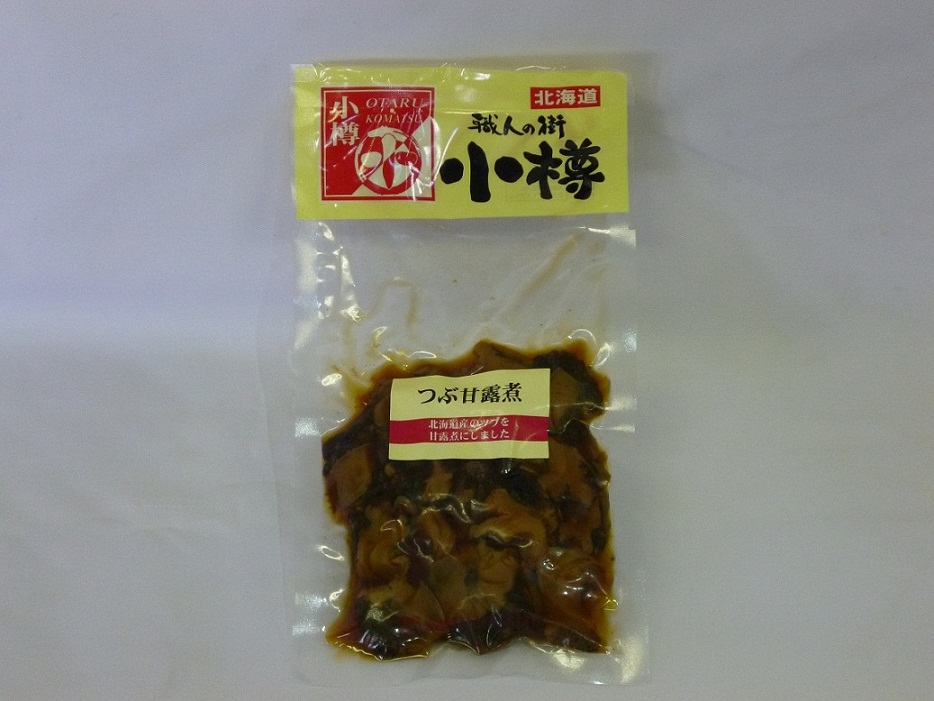 小樽
OTARU
KOMATSU
北海道
職人の街
小樽
つぶ甘露煮
北海道産のツブを
甘露煮にしました